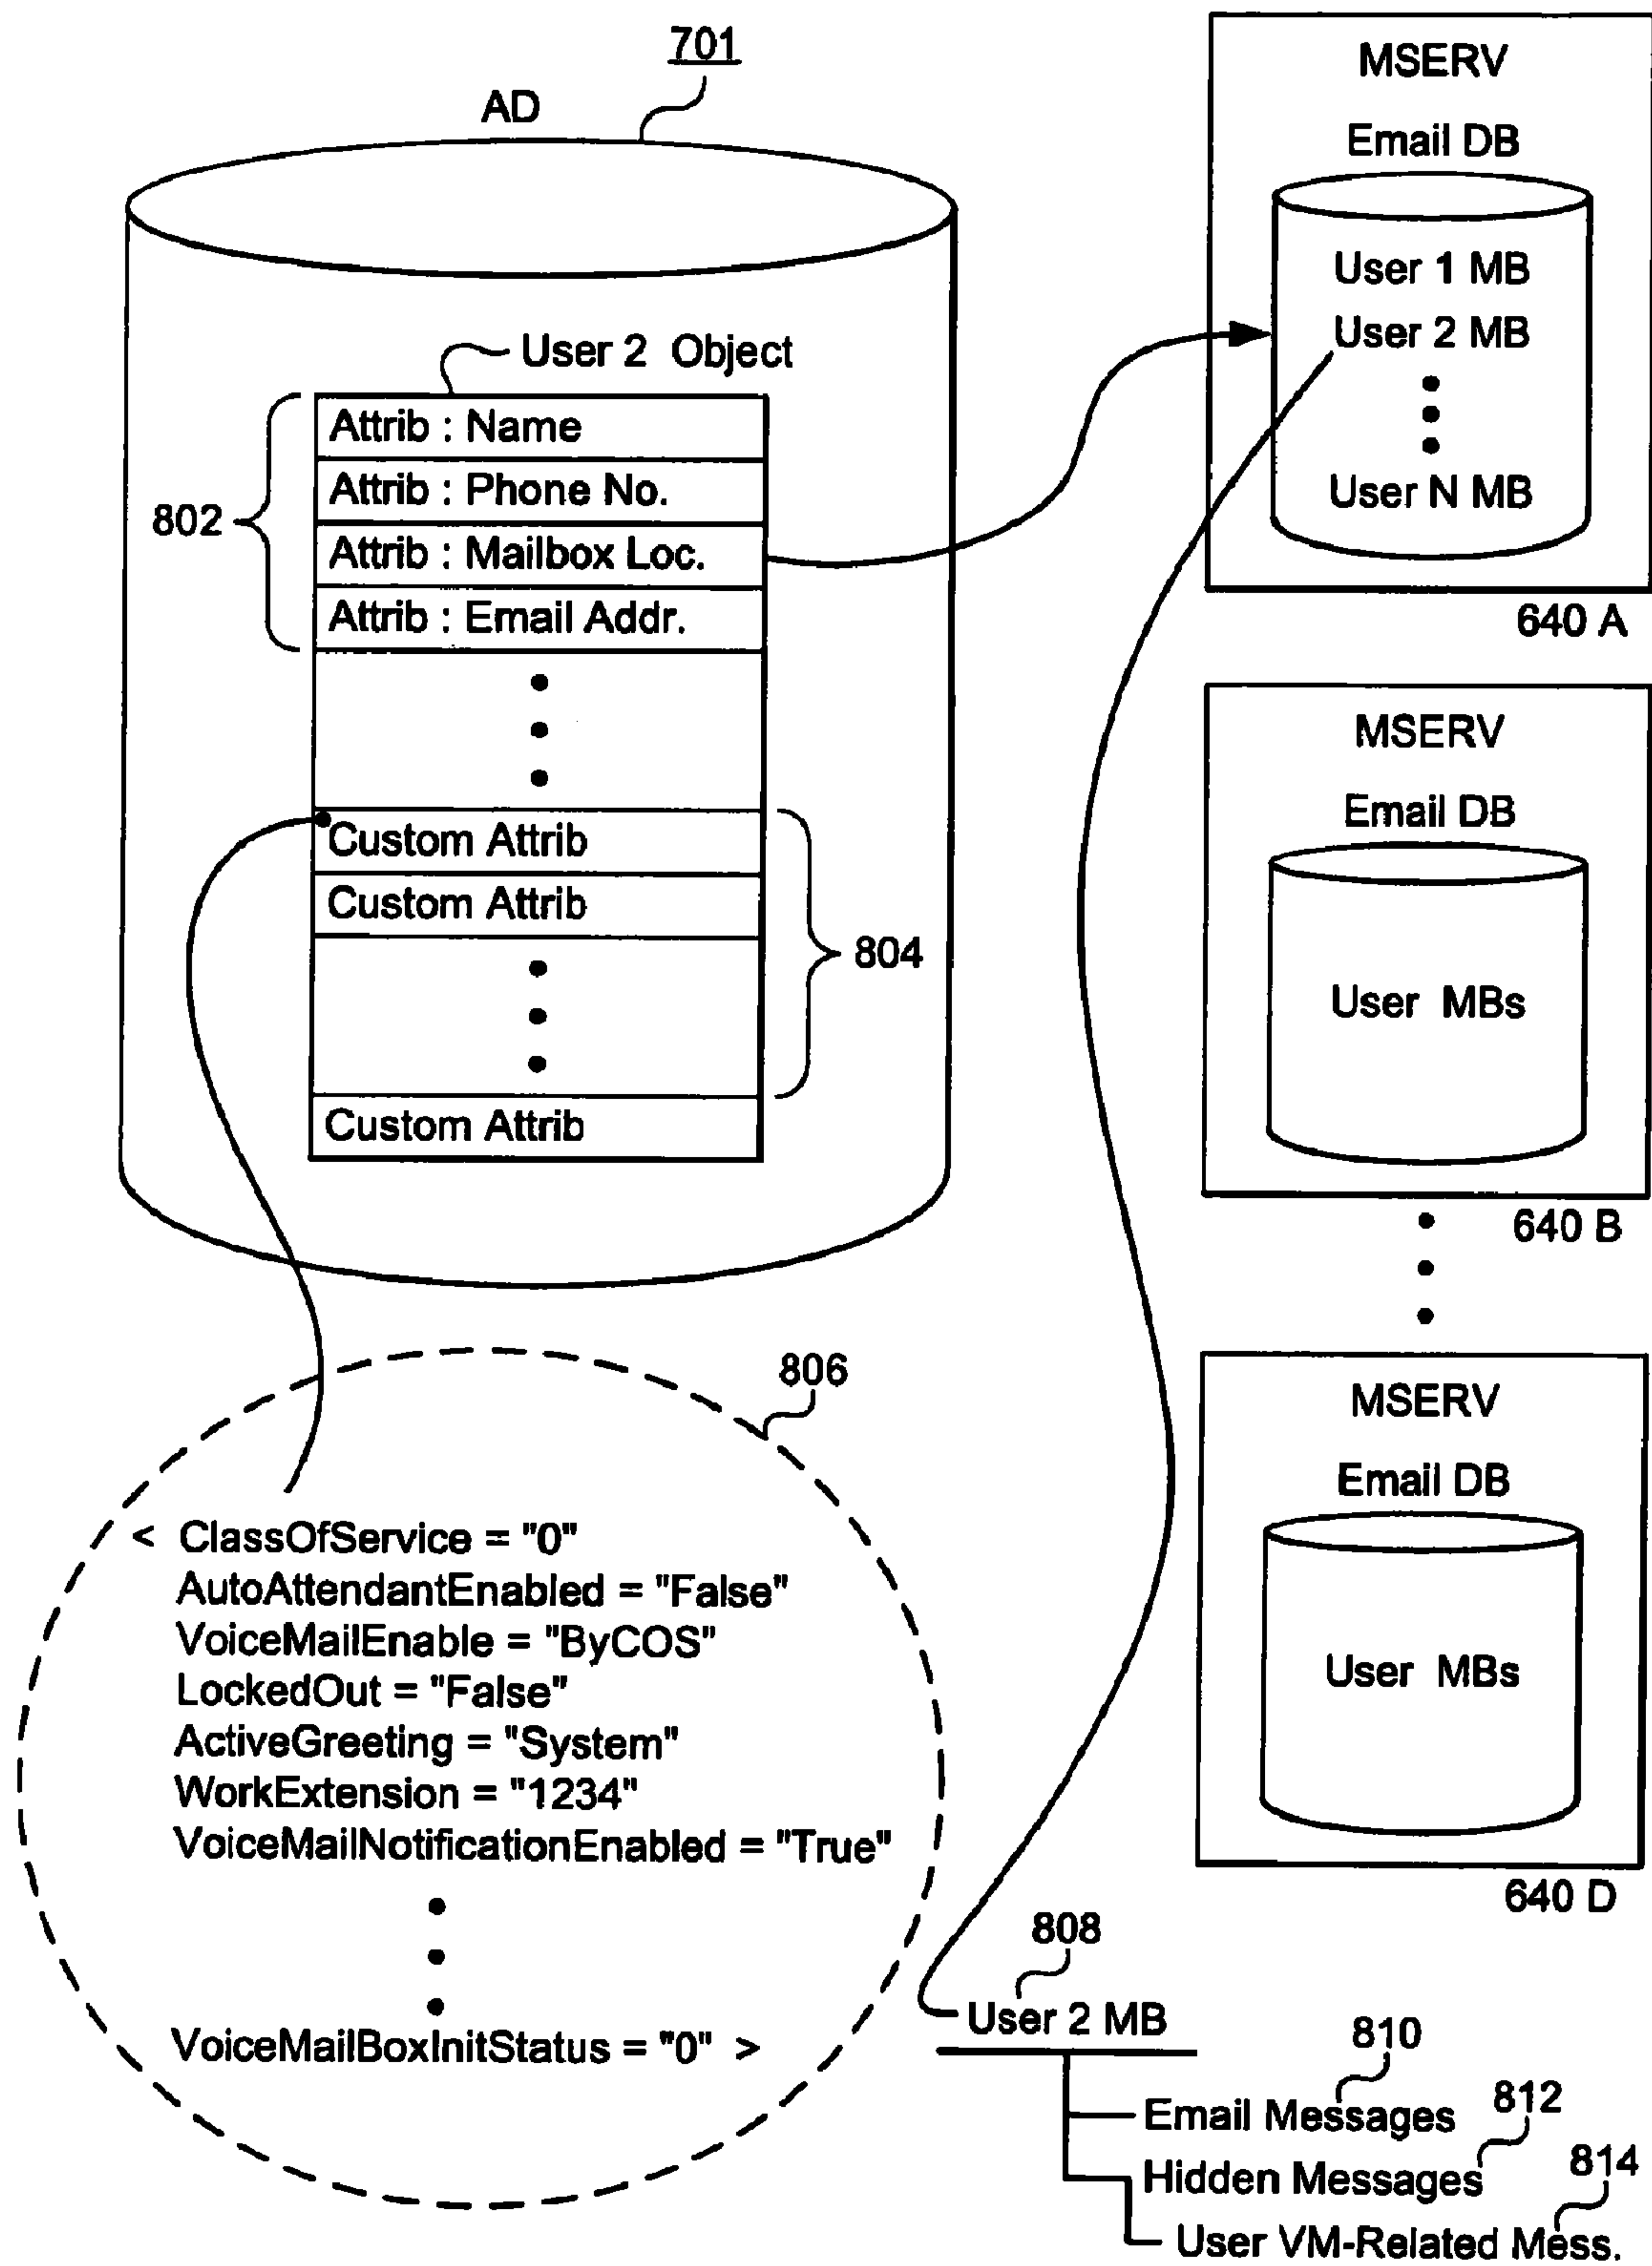 701
AD
User 2 Object
802
Attrib : Name
Attrib : Phone No.
Attrib : Mailbox Loc.
Attrib : Email Addr.
Custom Attrib
Custom Attrib
804
Custom Attrib
MSERV
Email DB
User 1 MB
User 2 MB
User N MB
640 A
MSERV
Email DB
User MBs
640 B
MSERV
Email DB
User MBs
640 D
806
< ClassOfService = "0"
AutoAttendantEnabled = "False"
VoiceMailEnable = "ByCOS"
LockedOut = "False"
ActiveGreeting = "System"
WorkExtension = "1234"
VoiceMailNotificationEnabled = "True"
VoiceMailBoxInitStatus = "0" >
808
User 2 MB
810
Email Messages
812
Hidden Messages
814
User VM-Related Mess.